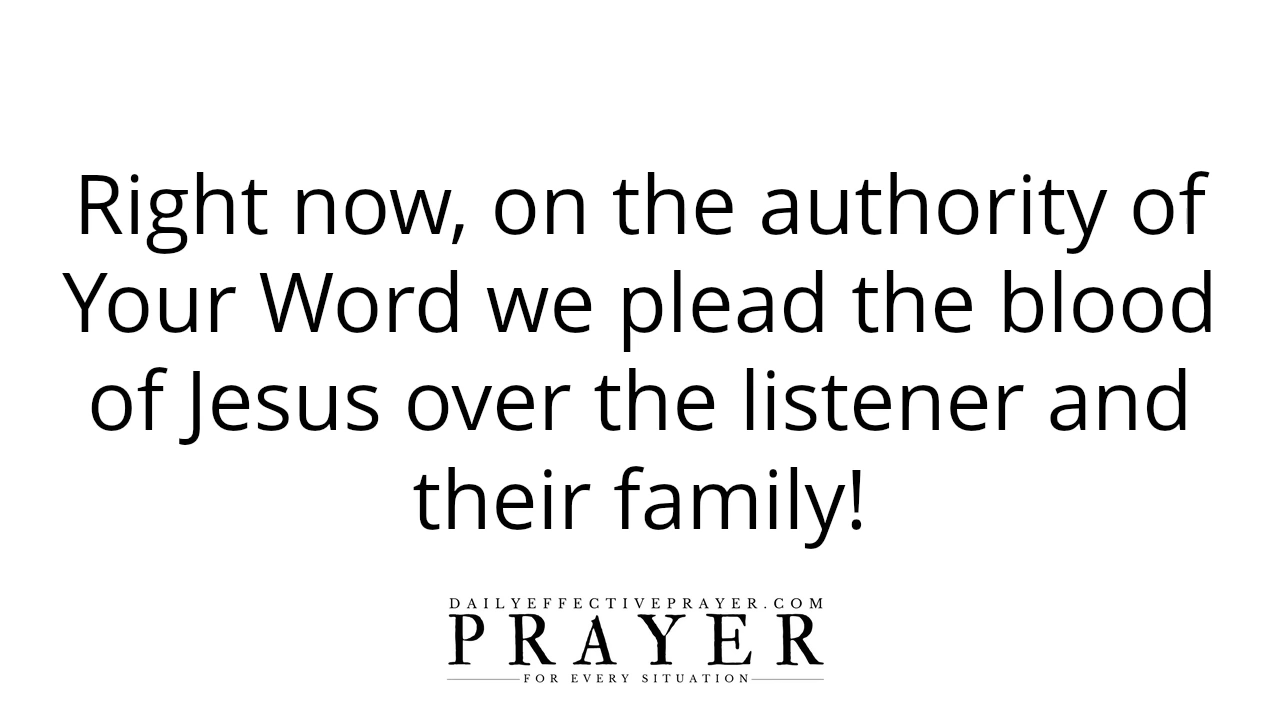 Right now, on the authority of
Your Word we plead the blood
of Jesus over the listener and
their family!
DAILYEFFECTIVEPRAYER.COM
PRAYER
FOR EVERY SITUATION